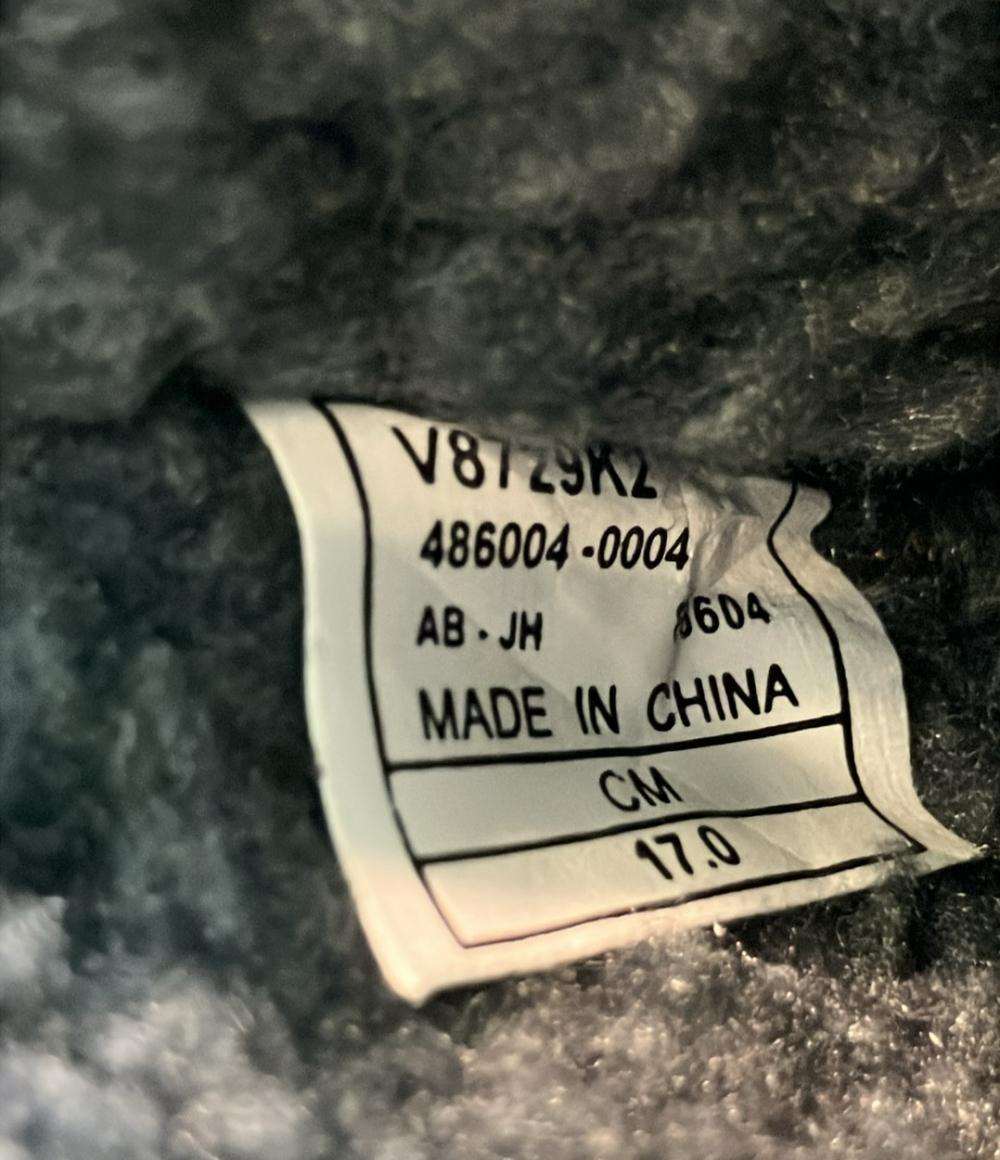 V8729K2
486004-0004
AB·JH
MADE IN CHINA
CM
17.0